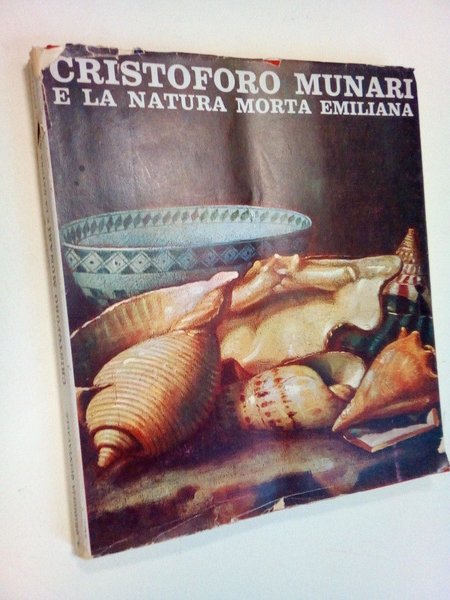 CRISTOFORO MUNARI
E LA NATURA MORTA EMILIANA